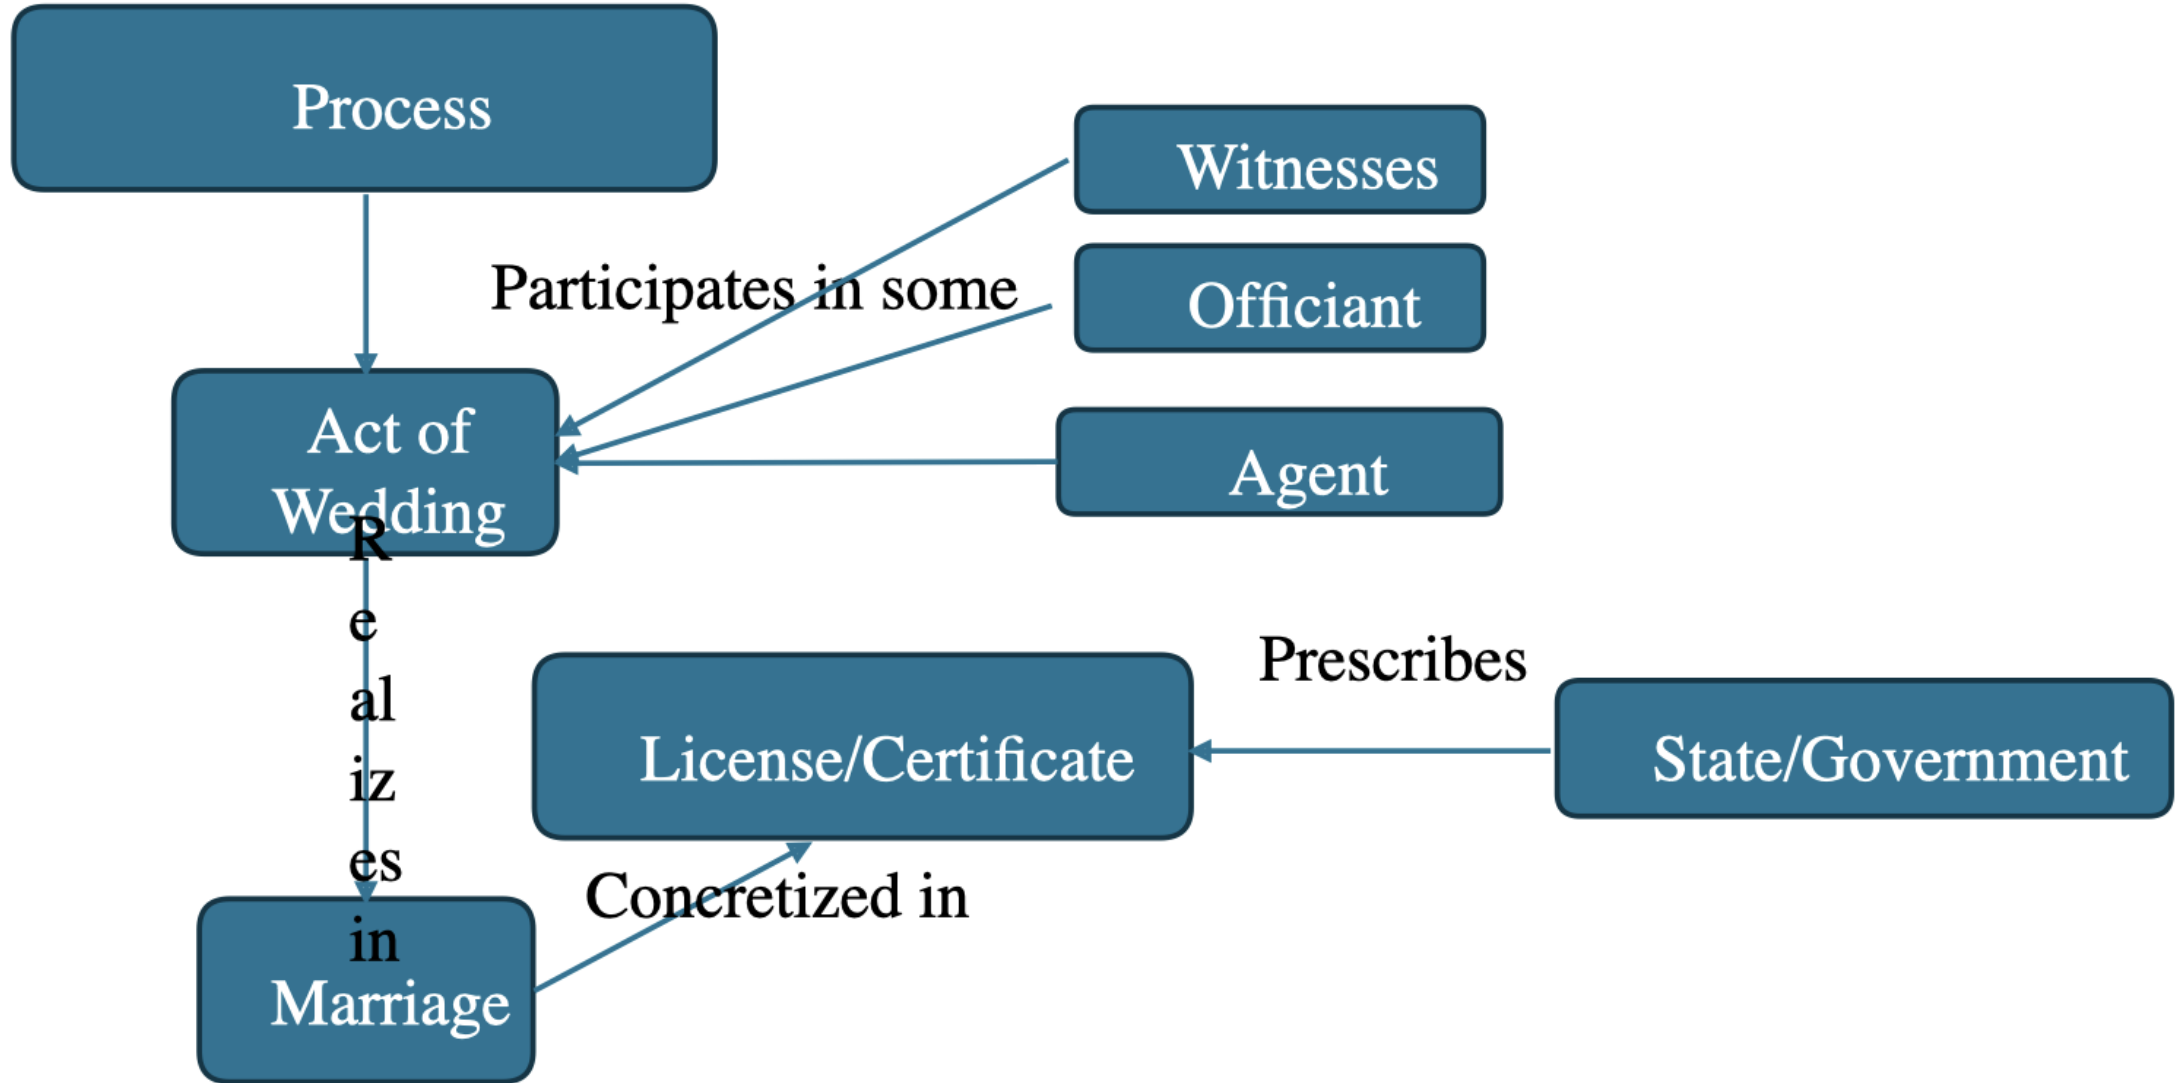 Process
Witnesses
Participates in some
Officiant
Act of
Wedding
Agent
R
e
al
iz
es
in
Prescribes
License/Certificate
State/Government
Concretized in
Marriage